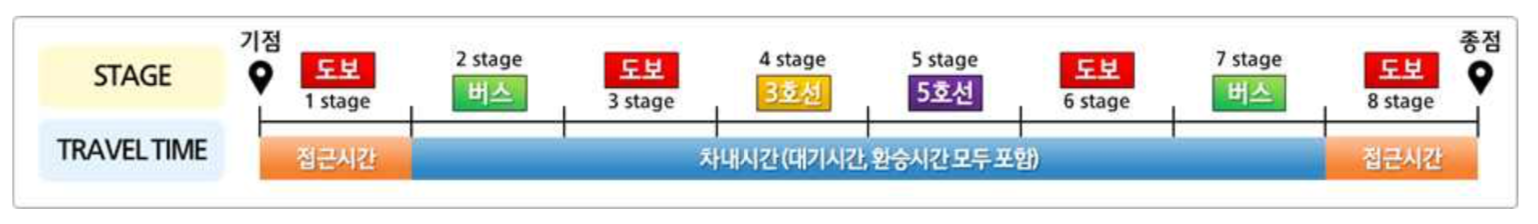 기점
종점
STAGE
도보
1 stage
2 stage
버스
도보
3 stage
4 stage
3호선
5 stage
5호선
도보
6 stage
7 stage
버스
도보
8 stage
TRAVEL TIME
접근시간
차내시간(대기시간, 환승시간 모두 포함)
접근시간